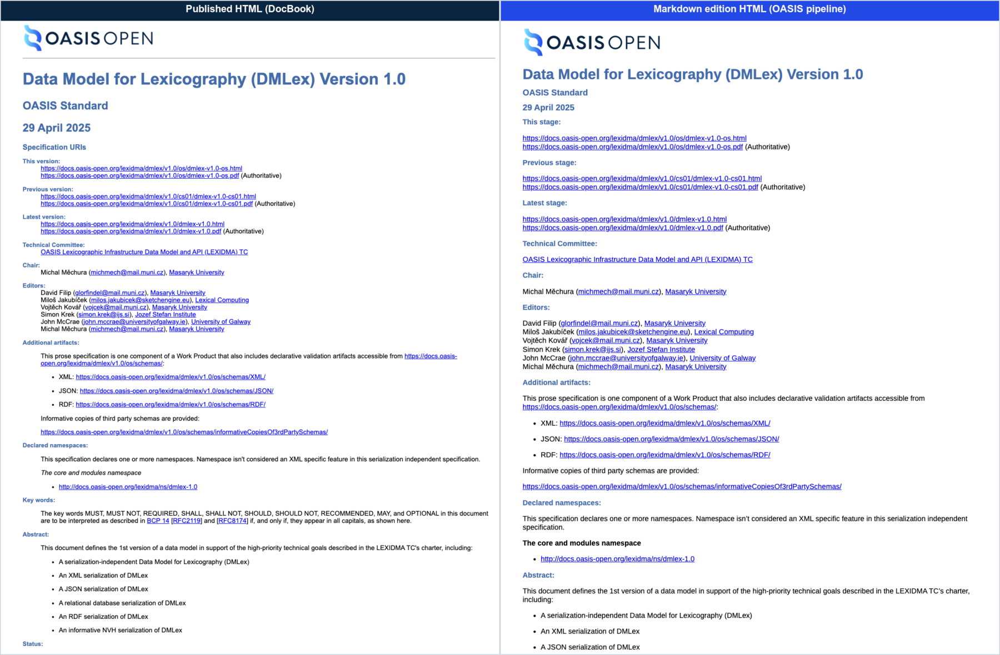 Published HTML (DocBook)
OASIS OPEN
Data Model for Lexicography (DMLex) Version 1.0
OASIS Standard
29 April 2025
Specification URIs
This version:
https://docs.oasis-open.org/lexidma/dmlex/v1.0/os/dmlex-v1.0-os.html
https://docs.oasis-open.org/lexidma/dmlex/v1.0/os/dmlex-v1.0-os.pdf (Authoritative)
Previous version:
https://docs.oasis-open.org/lexidma/dmlex/v1.0/cs01/dmlex-v1.0-cs01.html
https://docs.oasis-open.org/lexidma/dmlex/v1.0/cs01/dmlex-v1.0-cs01.pdf (Authoritative)
Latest version:
https://docs.oasis-open.org/lexidma/dmlex/v1.0/dmlex-v1.0.html
https://docs.oasis-open.org/lexidma/dmlex/v1.0/dmlex-v1.0.pdf (Authoritative)
Technical Committee:
OASIS Lexicographic Infrastructure Data Model and API (LEXIDMA) TC
Chair:
Michal Měchura (michmech@mail.muni.cz), Masaryk University
Editors:
David Filip (glorfindel@mail.muni.cz), Masaryk University
Miloš Jakubíček (milos.jakubicek@sketchengine.eu), Lexical Computing
Vojtěch Kovář (vojcek@mail.muni.cz), Masaryk University
Simon Krek (simon.krek@ijs.si), Jozef Stefan Institute
John McCrae (john.mccrae@universityofgalway.ie), University of Galway
Michal Měchura (michmech@mail.muni.cz), Masaryk University
Additional artifacts:
This prose specification is one component of a Work Product that also includes declarative validation artifacts accessible from https://docs.oasis-
open.org/lexidma/dmlex/v1.0/os/schemas/:
• XML: https://docs.oasis-open.org/lexidma/dmlex/v1.0/os/schemas/XML/
• JSON: https://docs.oasis-open.org/lexidma/dmlex/v1.0/os/schemas/JSON/
• RDF: https://docs.oasis-open.org/lexidma/dmlex/v1.0/os/schemas/RDF/
Informative copies of third party schemas are provided:
https://docs.oasis-open.org/lexidma/dmlex/v1.0/os/schemas/informativeCopiesOf3rdPartySchemas/
Declared namespaces:
This specification declares one or more namespaces. Namespace isn't considered an XML specific feature in this serialization independent specification.
The core and modules namespace
• http://docs.oasis-open.org/lexidma/ns/dmlex-1.0
Key words:
The key words MUST, MUST NOT, REQUIRED, SHALL, SHALL NOT, SHOULD, SHOULD NOT, RECOMMENDED, MAY, and OPTIONAL in this document
are to be interpreted as described in BCP 14 [RFC2119] and [RFC8174] if, and only if, they appear in all capitals, as shown here.
Abstract:
This document defines the 1st version of a data model in support of the high-priority technical goals described in the LEXIDMA TC's charter, including:
• A serialization-independent Data Model for Lexicography (DMLex)
• An XML serialization of DMLex
• A JSON serialization of DMLex
• A relational database serialization of DMLex
• An RDF serialization of DMLex
• An informative NVH serialization of DMLex
Status:
Markdown edition HTML (OASIS pipeline)
OASIS OPEN
Data Model for Lexicography (DMLex) Version 1.0
OASIS Standard
29 April 2025
This stage:
https://docs.oasis-open.org/lexidma/dmlex/v1.0/os/dmlex-v1.0-os.html
https://docs.oasis-open.org/lexidma/dmlex/v1.0/os/dmlex-v1.0-os.pdf (Authoritative)
Previous stage:
https://docs.oasis-open.org/lexidma/dmlex/v1.0/cs01/dmlex-v1.0-cs01.html
https://docs.oasis-open.org/lexidma/dmlex/v1.0/cs01/dmlex-v1.0-cs01.pdf (Authoritative)
Latest stage:
https://docs.oasis-open.org/lexidma/dmlex/v1.0/dmlex-v1.0.html
https://docs.oasis-open.org/lexidma/dmlex/v1.0/dmlex-v1.0.pdf (Authoritative)
Technical Committee:
OASIS Lexicographic Infrastructure Data Model and API (LEXIDMA) TC
Chair:
Michal Měchura (michmech@mail.muni.cz), Masaryk University
Editors:
David Filip (glorfindel@mail.muni.cz), Masaryk University
Miloš Jakubíček (milos.jakubicek@sketchengine.eu), Lexical Computing
Vojtěch Kovář (vojcek@mail.muni.cz), Masaryk University
Simon Krek (simon.krek@ijs.si), Jozef Stefan Institute
John McCrae (john.mccrae@universityofgalway.ie), University of Galway
Michal Měchura (michmech@mail.muni.cz), Masaryk University
Additional artifacts:
This prose specification is one component of a Work Product that also includes declarative validation artifacts accessible from
https://docs.oasis-open.org/lexidma/dmlex/v1.0/os/schemas/:
• XML: https://docs.oasis-open.org/lexidma/dmlex/v1.0/os/schemas/XML/
• JSON: https://docs.oasis-open.org/lexidma/dmlex/v1.0/os/schemas/JSON/
• RDF: https://docs.oasis-open.org/lexidma/dmlex/v1.0/os/schemas/RDF/
Informative copies of third party schemas are provided:
https://docs.oasis-open.org/lexidma/dmlex/v1.0/os/schemas/informativeCopiesOf3rdPartySchemas/
Declared namespaces:
This specification declares one or more namespaces. Namespace isn’t considered an XML specific feature in this serialization independent
specification.
The core and modules namespace
• http://docs.oasis-open.org/lexidma/ns/dmlex-1.0
Abstract:
This document defines the 1st version of a data model in support of the high-priority technical goals described in the LEXIDMA TC’s charter,
including:
• A serialization-independent Data Model for Lexicography (DMLex)
• An XML serialization of DMLex
• A JSON serialization of DMLex